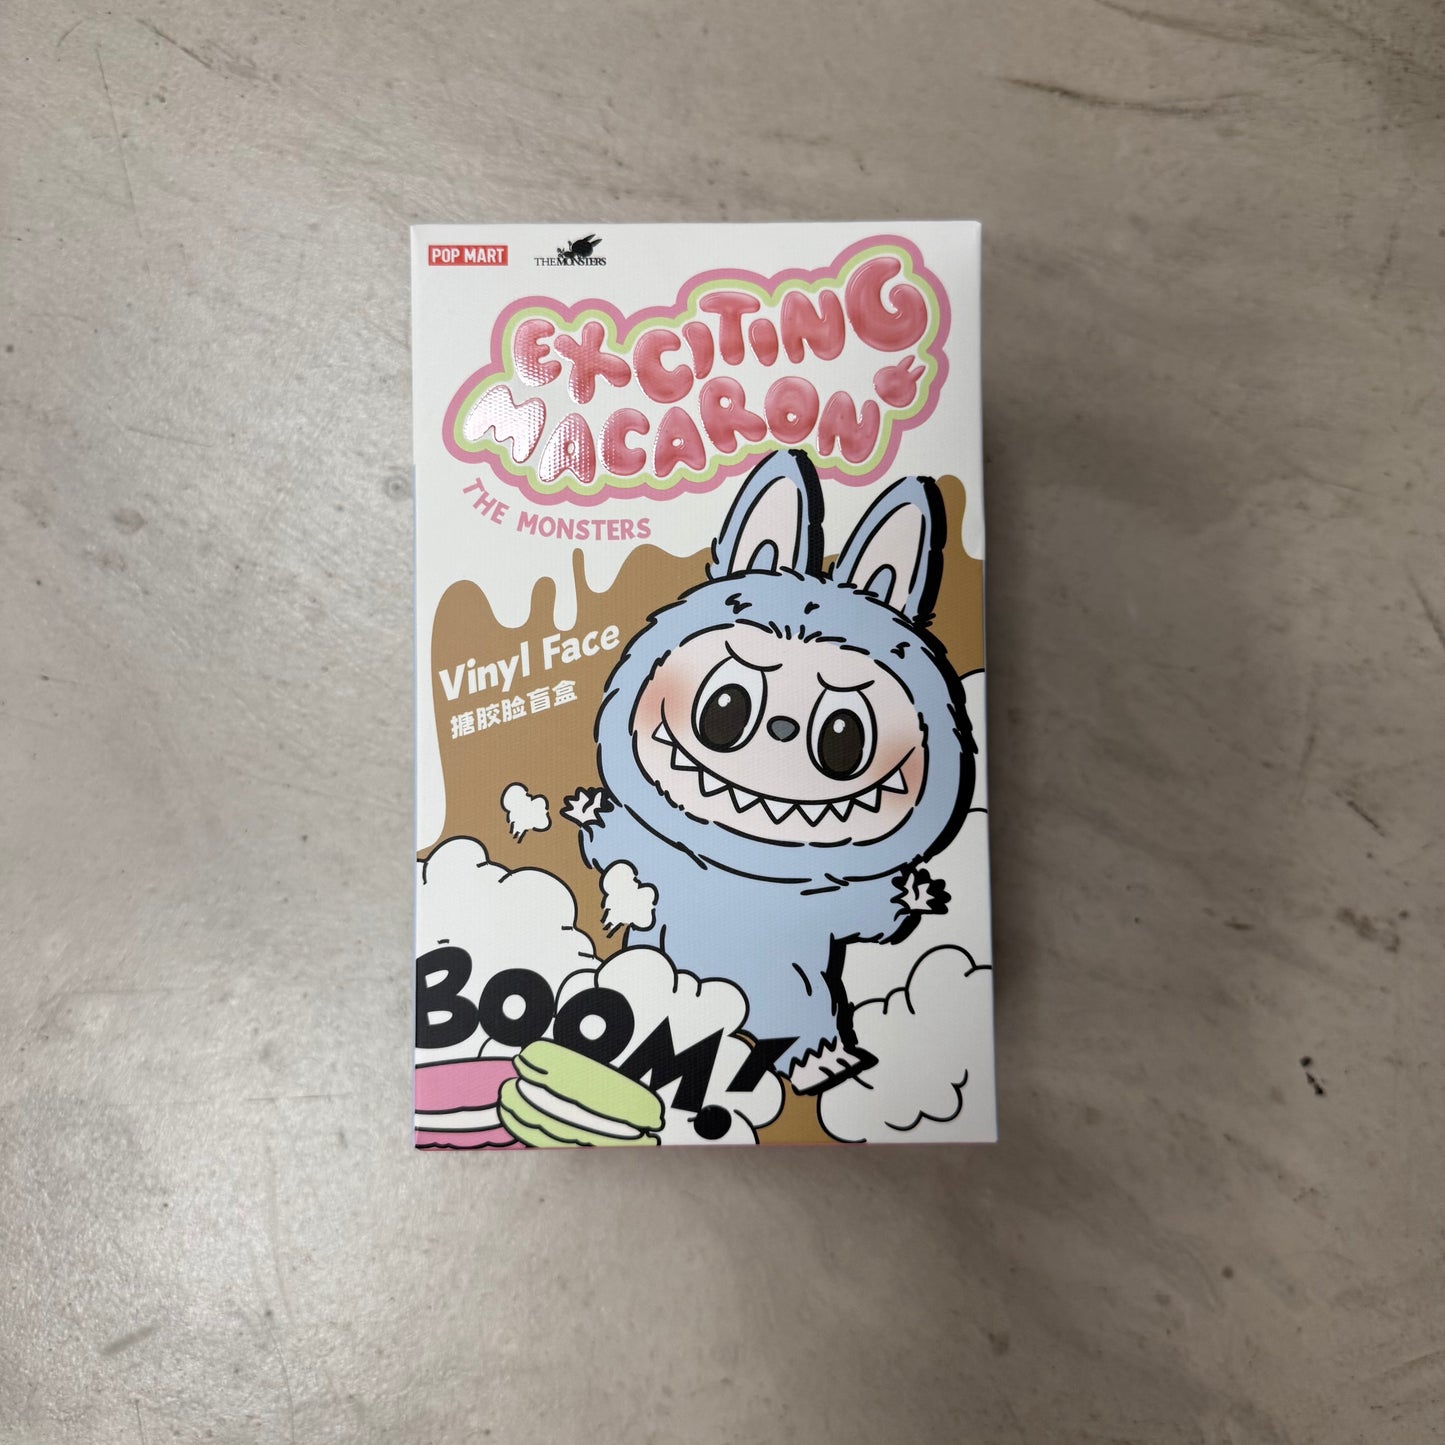 POP MART
THE MONSTERS
EXCITING
MACARON
THE MONSTERS
Vinyl Face
搪胶脸盲盒
BOOM!